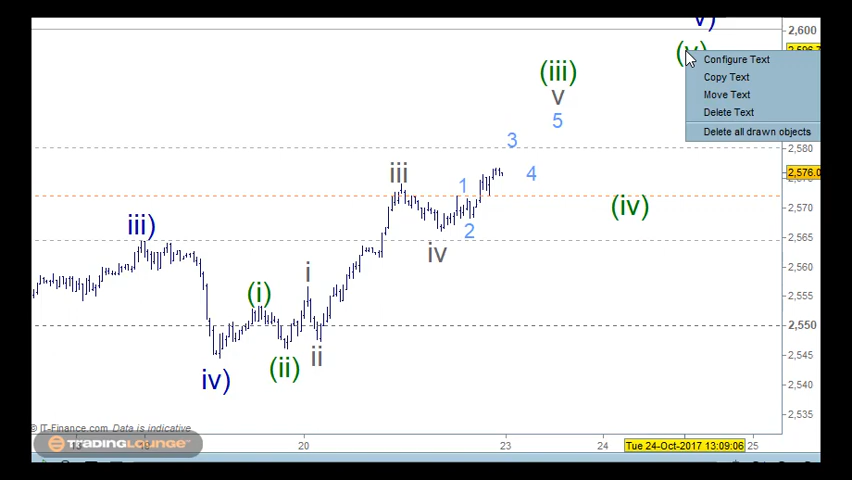 v)
2,600
(v)
Configure Text
Copy Text
Move Text
Delete Text
Delete all drawn objects
(iii)
v
5
3
4
2,580
2,576.0
iii
1
2
iii)
iv
(iv)
2,570
2,565
2,560
2,555
2,550
2,545
2,540
2,535
i
(i)
ii
(ii)
iv)
© IT-Finance.com Data is indicative
TRADINGLOUNGE
18
20
23
24
Tue 24-Oct-2017 13:09:06
25